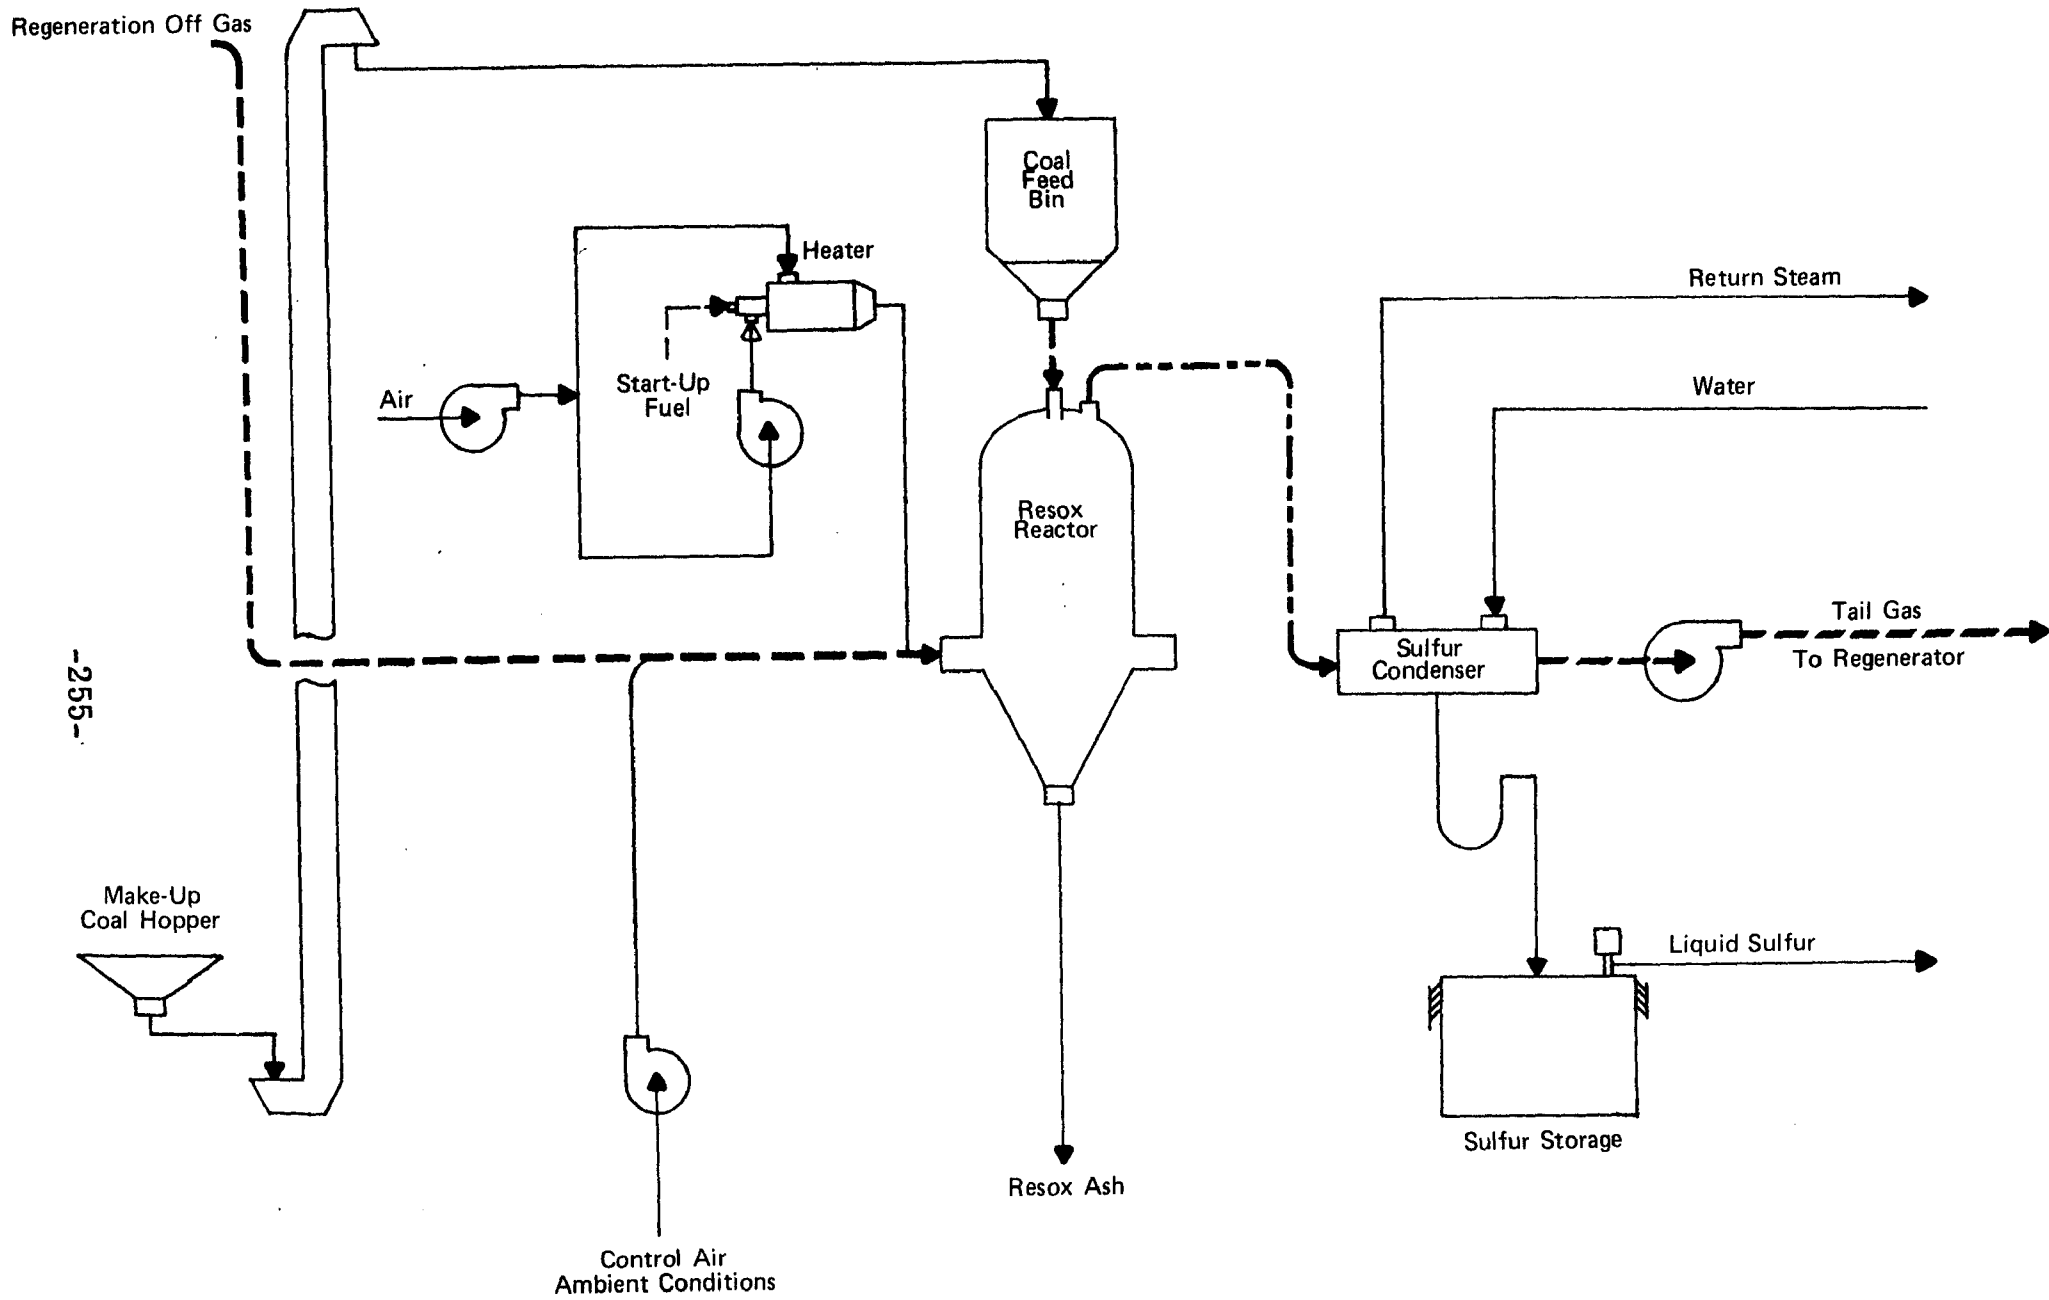 Regeneration Off Gas
Coal
Feed
Bin
Heater
Return Steam
Start-Up
Fuel
Air
Water
Resox
Reactor
Tail Gas
To Regenerator
Sulfur
Condenser
-255-
Make-Up
Coal Hopper
Liquid Sulfur
Sulfur Storage
Resox Ash
Control Air
Ambient Conditions